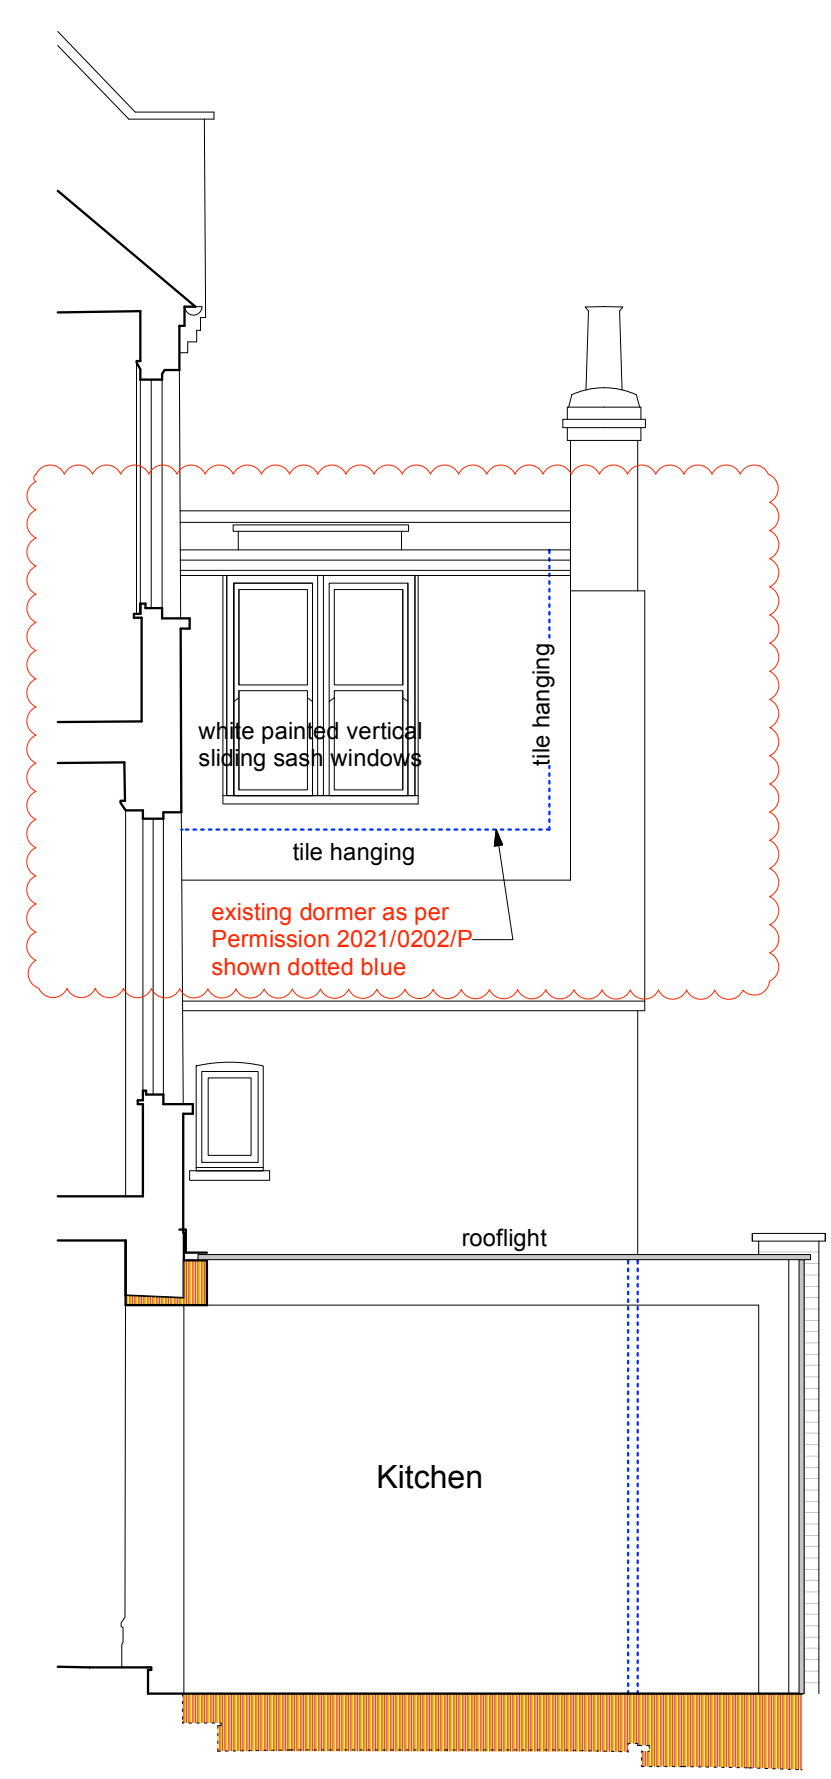 tile hanging
white painted vertical
sliding sash windows
tile hanging
existing dormer as per
Permission 2021/0202/P
shown dotted blue
rooflight
Kitchen